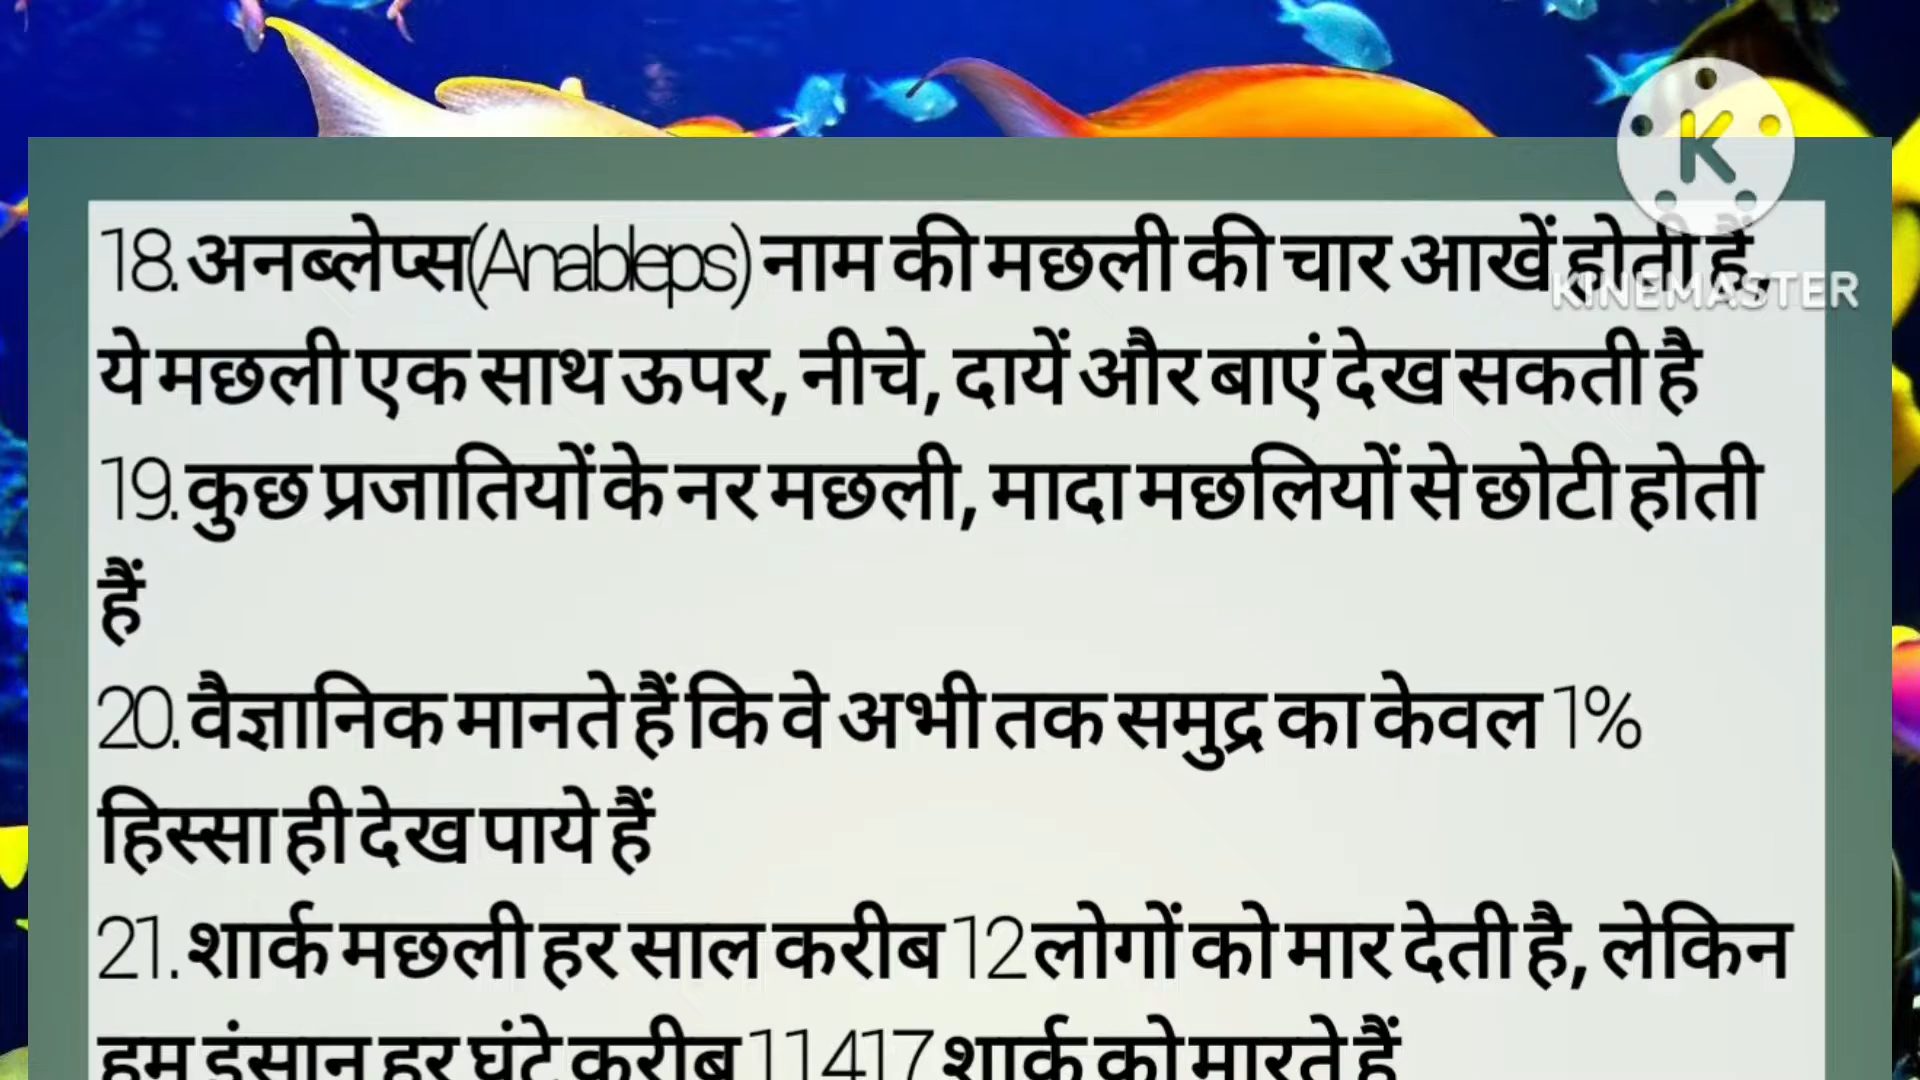 K
KINEMASTER
18. अनब्लेप्स(Anableps) नाम की मछली की चार आखें होती हैं,
ये मछली एक साथ ऊपर, नीचे, दायें और बाएं देख सकती है
19. कुछ प्रजातियों के नर मछली, मादा मछलियों से छोटी होती
हैं
20. वैज्ञानिक मानते हैं कि वे अभी तक समुद्र का केवल 1%
हिस्सा ही देख पाये हैं
21. शार्क मछली हर साल करीब 12 लोगों को मार देती है, लेकिन
हम इंसान हर घंटे करीब 11417 शार्क को मारते हैं